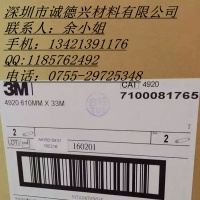 深圳市诚德兴材料有限公司
联系人：余小姐
手机：13421391176
QQ:1185762492
电话：0755-29725348
3M
CAT 4920
4920 610MM X 33M
7100081765
2
LOT
160201
2